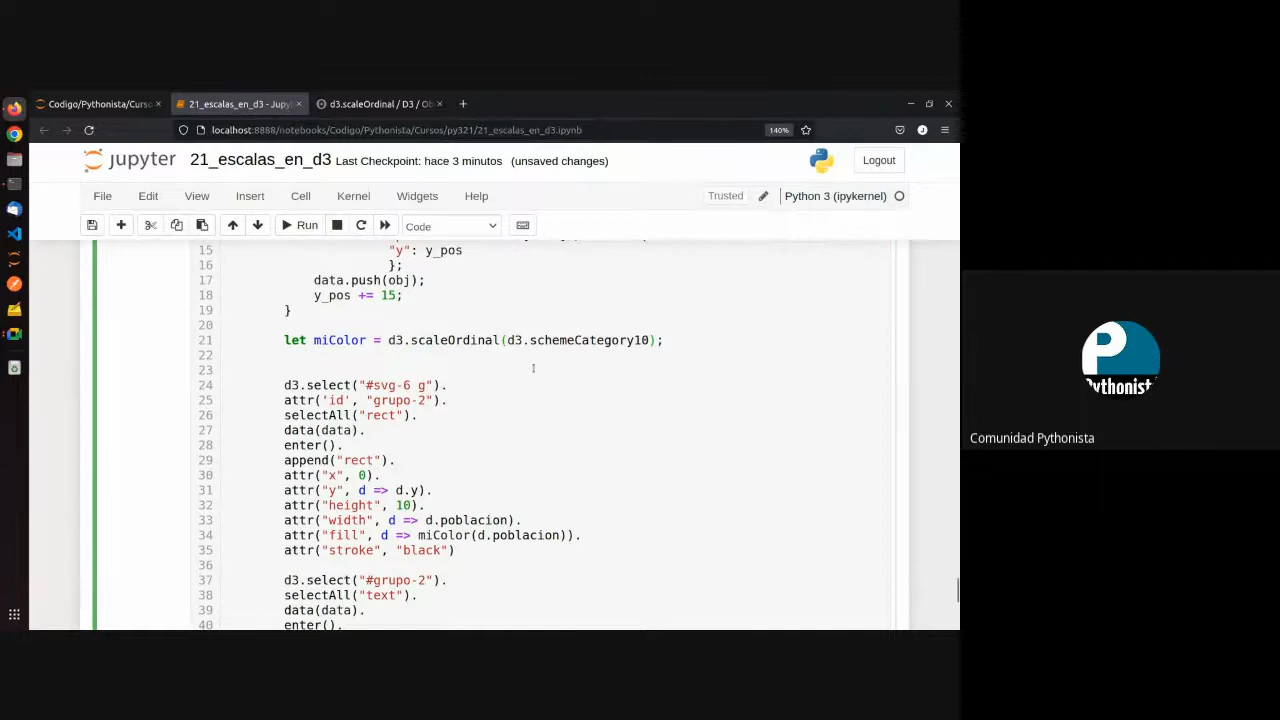 Codigo/Pythonista/Curso
21_escalas_en_d3 - Jupy
d3.scaleOrdinal / D3 / Ob
localhost:8888/notebooks/Codigo/Pythonista/Cursos/py321/21_escalas_en_d3.ipynb
140%
jupyter
21_escalas_en_d3
Last Checkpoint: hace 3 minutos
(unsaved changes)
Logout
File
Edit
View
Insert
Cell
Kernel
Widgets
Help
Trusted
Python 3 (ipykernel)
Run
Code
15 "y": y_pos
16 };
17 data.push(obj);
18 y_pos += 15;
19 }
20
21 let miColor = d3.scaleOrdinal(d3.schemeCategory10);
22
23
24 d3.select("#svg-6 g").
25 attr('id', "grupo-2").
26 selectAll("rect").
27 data(data).
28 enter().
29 append("rect").
30 attr("x", 0).
31 attr("y", d => d.y).
32 attr("height", 10).
33 attr("width", d => d.poblacion).
34 attr("fill", d => miColor(d.poblacion)).
35 attr("stroke", "black")
36
37 d3.select("#grupo-2").
38 selectAll("text").
39 data(data).
40 enter().
Pythonist
Comunidad Pythonista